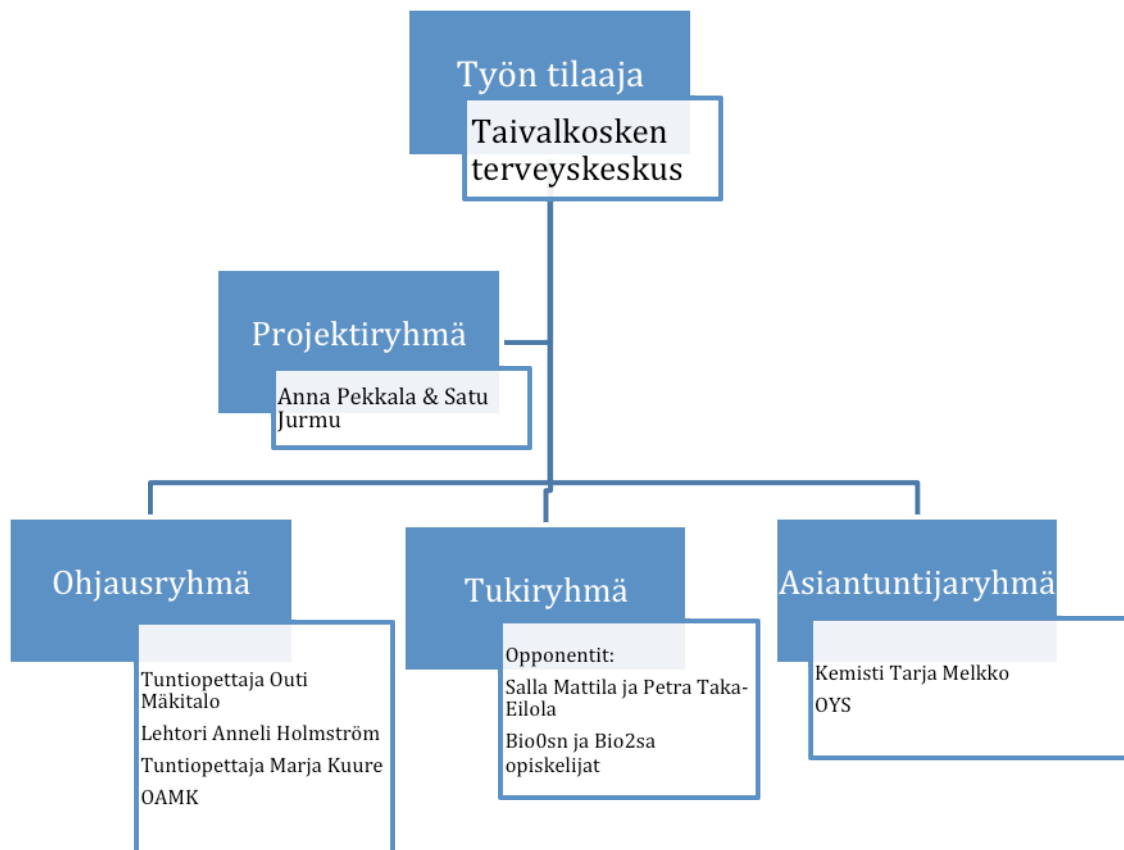 Työn tilaaja
Taivalkosken
terveyskeskus
Projektiryhmä
Anna Pekkala & Satu
Jurmu
Ohjausryhmä
Tuntiopettaja Outi
Mäkitalo
Lehtori Anneli Holmström
Tuntiopettaja Marja Kuure
OAMK
Tukiryhmä
Opponentit:
Salla Mattila ja Petra Taka-
Eilola
Bio0sn ja Bio2sa
opiskelijat
Asiantuntijaryhmä
Kemisti Tarja Melkko
OYS